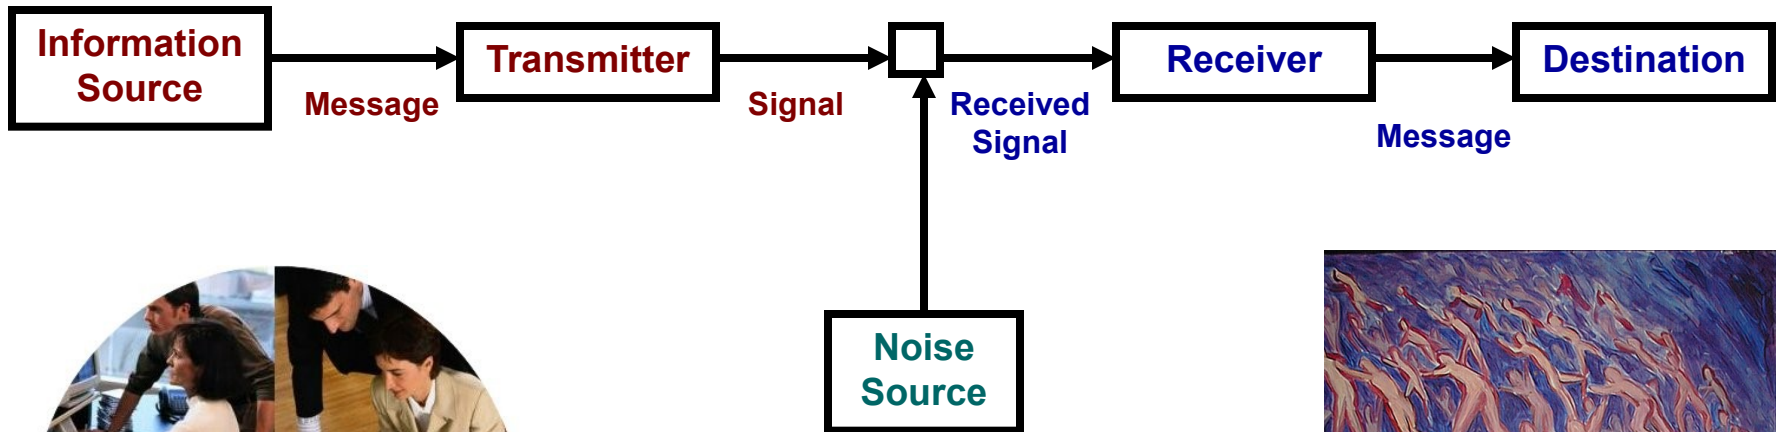 Information
Source
Message
Transmitter
Signal
Received
Signal
Receiver
Message
Destination
Noise
Source